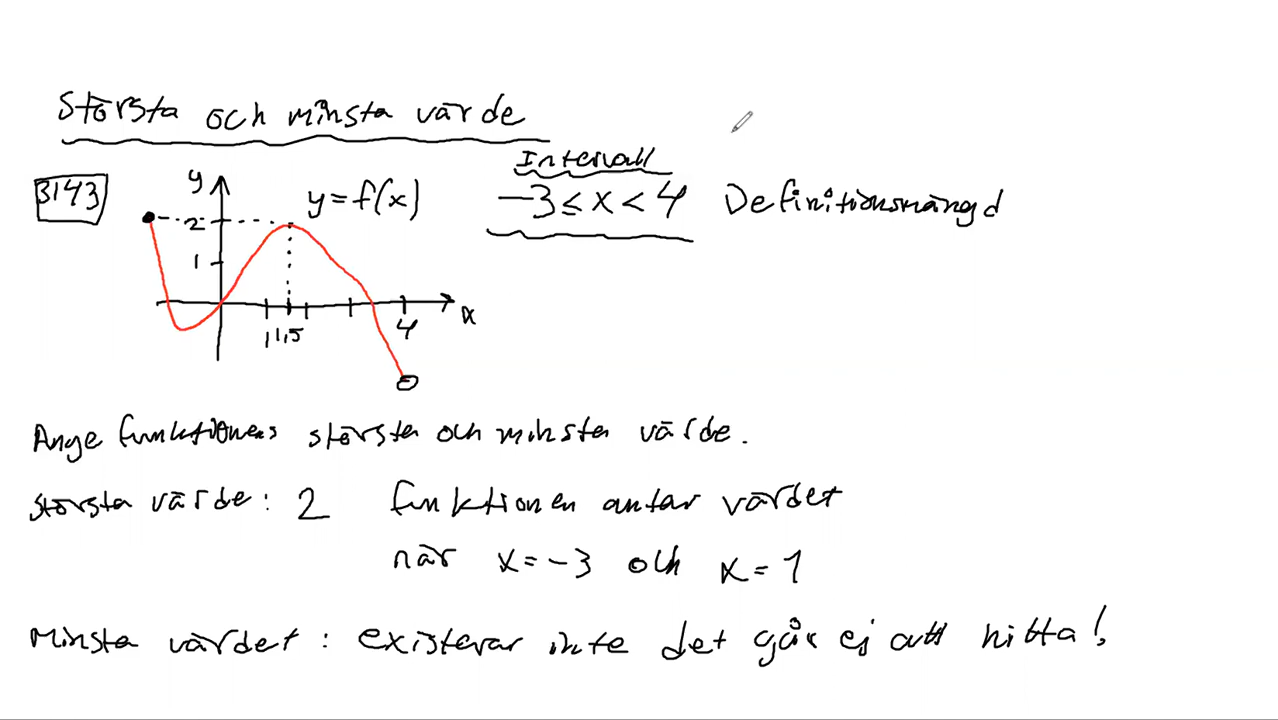 Största och minsta värde
3143
y
y=f(x)
Intervall
-3≤x<4 Definitionsmängd
2
1
1 1,5 4 x
Ange funktionens största och minsta värde.
största värde: 2 funktionen antar värdet
när x=-3 och x=1
Minsta värdet: existerar inte det går ej att hitta!